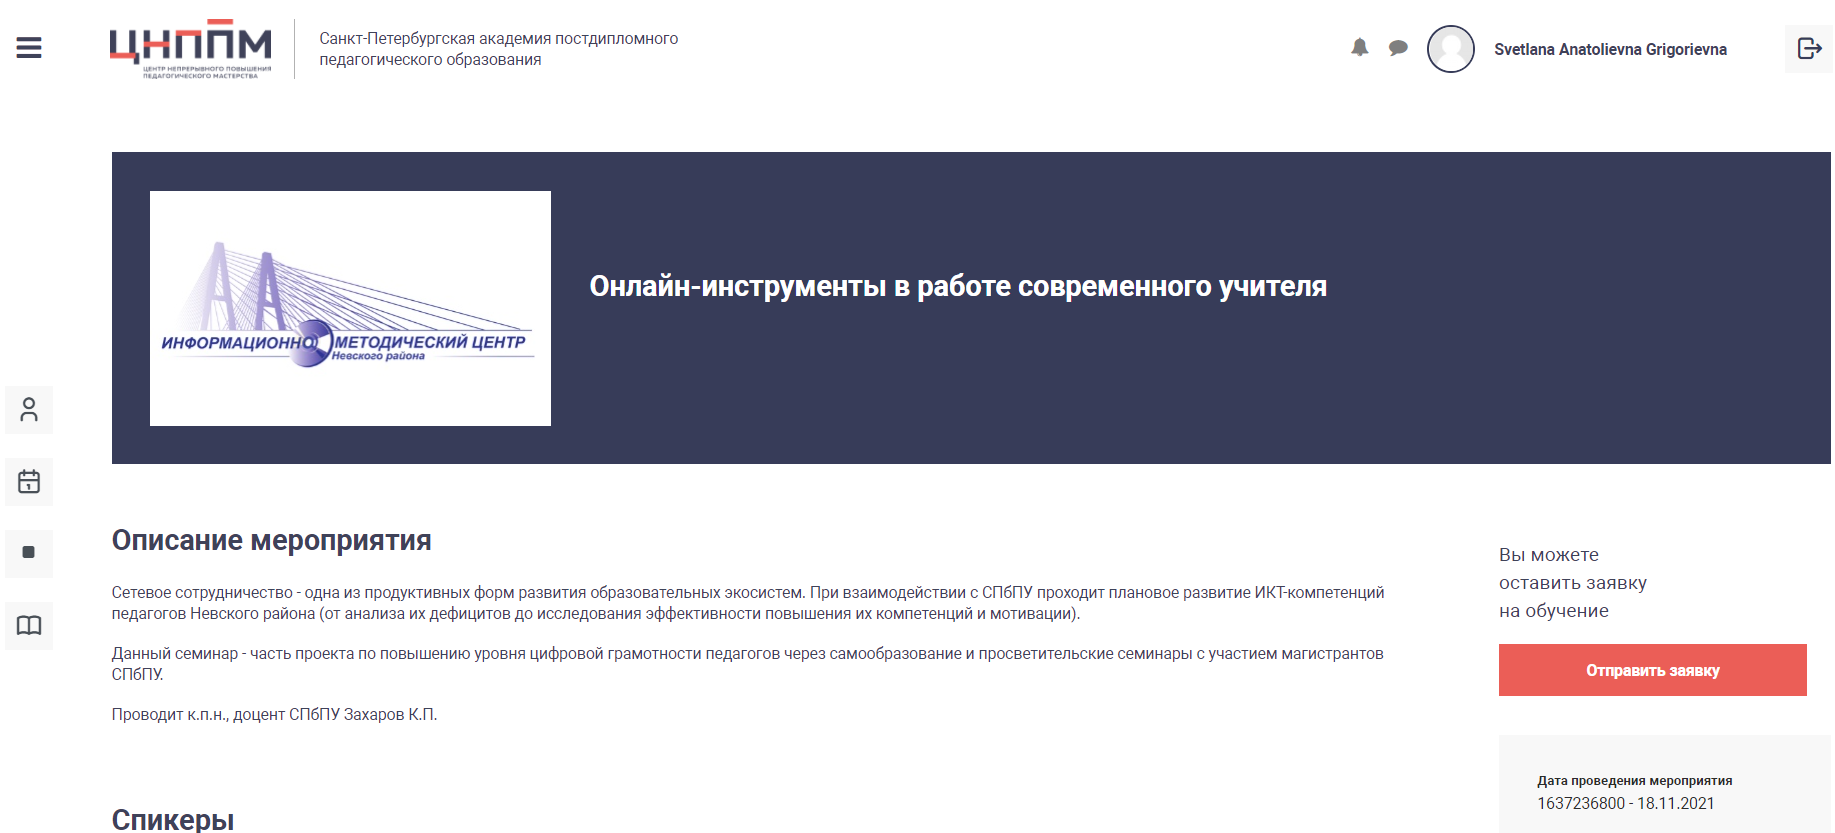 ЦНППМ
ЦЕНТР НЕПРЕРЫВНОГО ПОВЫШЕНИЯ
ПЕДАГОГИЧЕСКОГО МАСТЕРСТВА
Санкт-Петербургская академия постдипломного
педагогического образования
Svetlana Anatolievna Grigorievna
ИНФОРМАЦИОННО МЕТОДИЧЕСКИЙ ЦЕНТР
Невского района
Онлайн-инструменты в работе современного учителя
Описание мероприятия
Сетевое сотрудничество - одна из продуктивных форм развития образовательных экосистем. При взаимодействии с СПбПУ проходит плановое развитие ИКТ-компетенций
педагогов Невского района (от анализа их дефицитов до исследования эффективности повышения их компетенций и мотивации).
Данный семинар - часть проекта по повышению уровня цифровой грамотности педагогов через самообразование и просветительские семинары с участием магистрантов
СПбПУ.
Проводит к.п.н., доцент СПбПУ Захаров К.П.
Спикеры
Вы можете
оставить заявку
на обучение
Отправить заявку
Дата проведения мероприятия
1637236800 - 18.11.2021